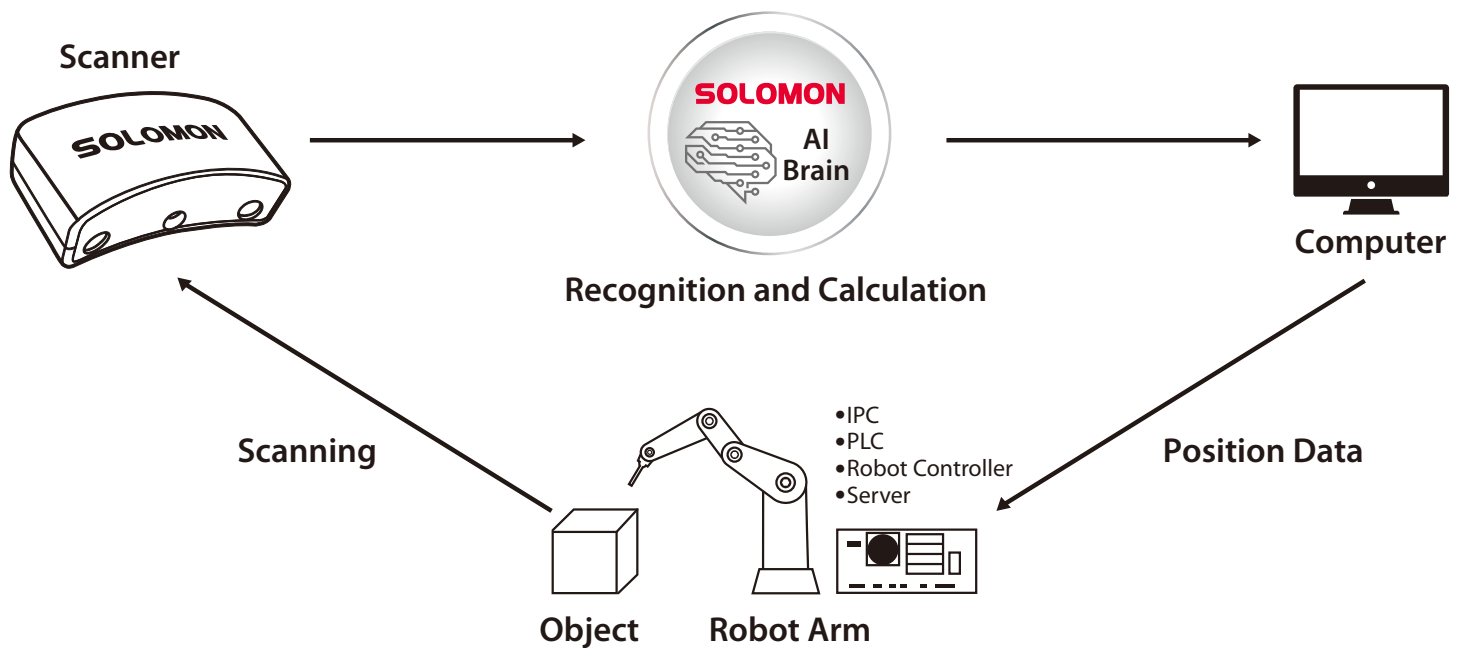 Scanner
SOLOMON
SOLOMON
AI
Brain
Recognition and Calculation
Computer
Scanning
•IPC
•PLC
•Robot Controller
•Server
Position Data
Object
Robot Arm